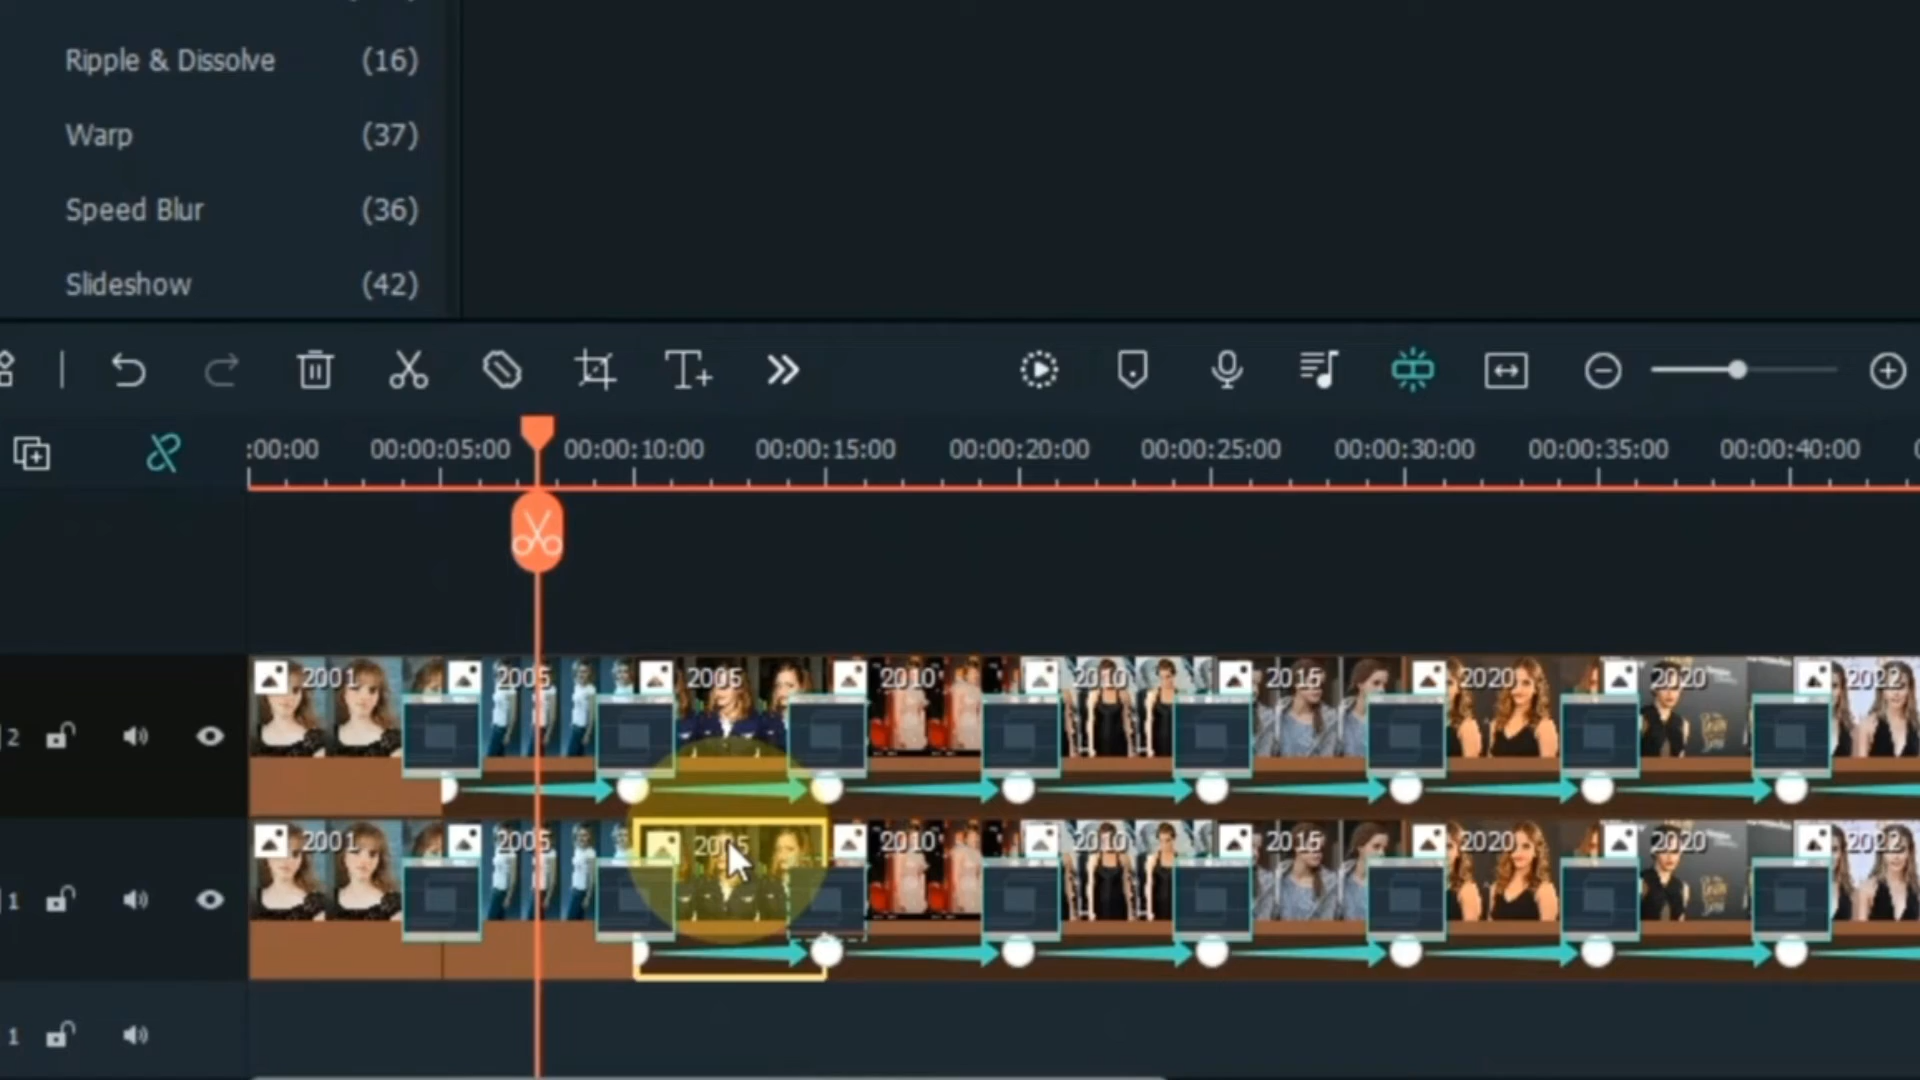 Ripple & Dissolve (16)
Warp (37)
Speed Blur (36)
Slideshow (42)
:00:00 00:00:05:00 00:00:10:00 00:00:15:00 00:00:20:00 00:00:25:00 00:00:30:00 00:00:35:00 00:00:40:00
2001 2005 2005 2010 2010 2015 2020 2020 2022
2
2001 2005 2005 2010 2010 2015 2020 2020 2022
1
1